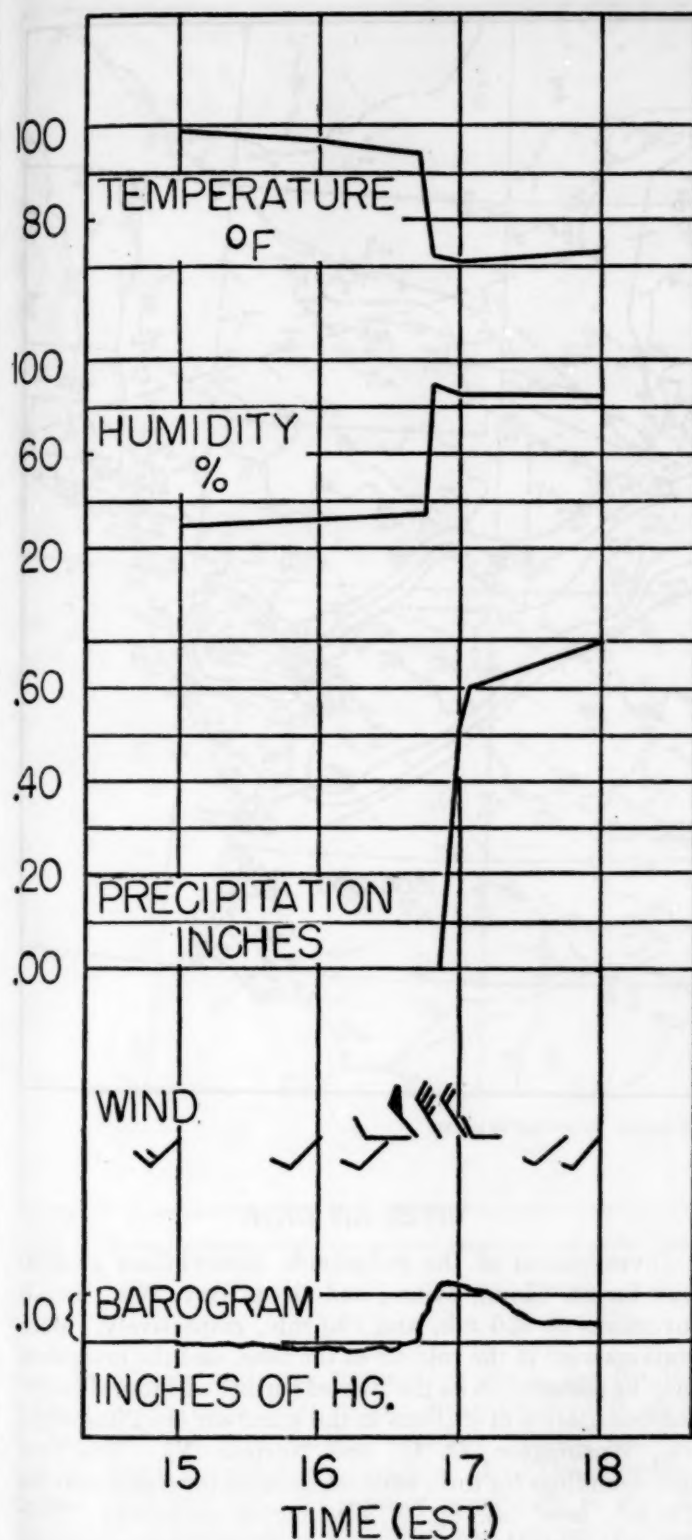 100
TEMPERATURE
80
°F
100
HUMIDITY
60
%
20
.60
.40
.20
PRECIPITATION
INCHES
.00
WIND
.10{ BAROGRAM
INCHES OF HG.
15 16 17 18
TIME (EST)